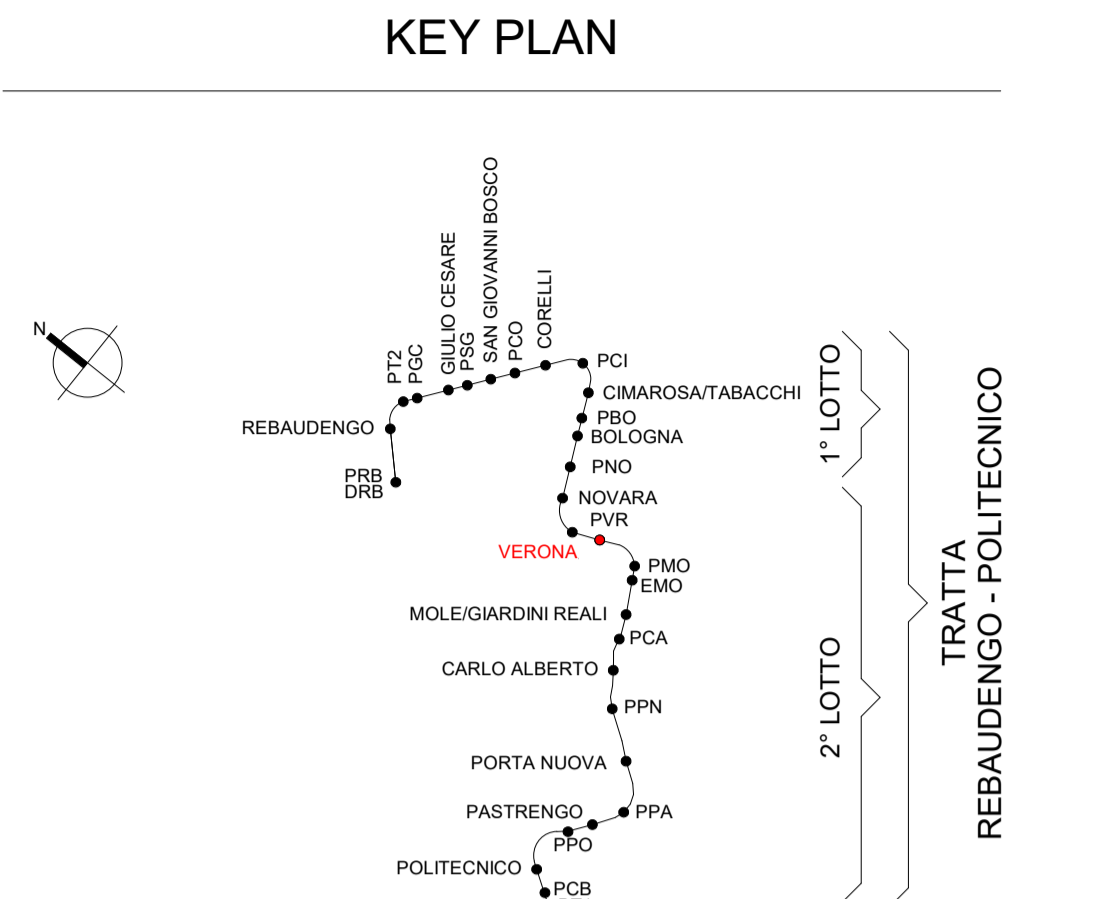 KEY PLAN
N
PT2
PGC
GIULIO CESARE
PSG
SAN GIOVANNI BOSCO
PCO
CORELLI
PCI
CIMAROSA/TABACCHI
REBAUDENGO
PBO
BOLOGNA
PRB
DRB
PNO
NOVARA
PVR
VERONA
PMO
EMO
MOLE/GIARDINI REALI
PCA
CARLO ALBERTO
PPN
PORTA NUOVA
PASTRENGO
PPA
PPO
POLITECNICO
PCB
1° LOTTO
2° LOTTO
TRATTA
REBAUDENGO - POLITECNICO